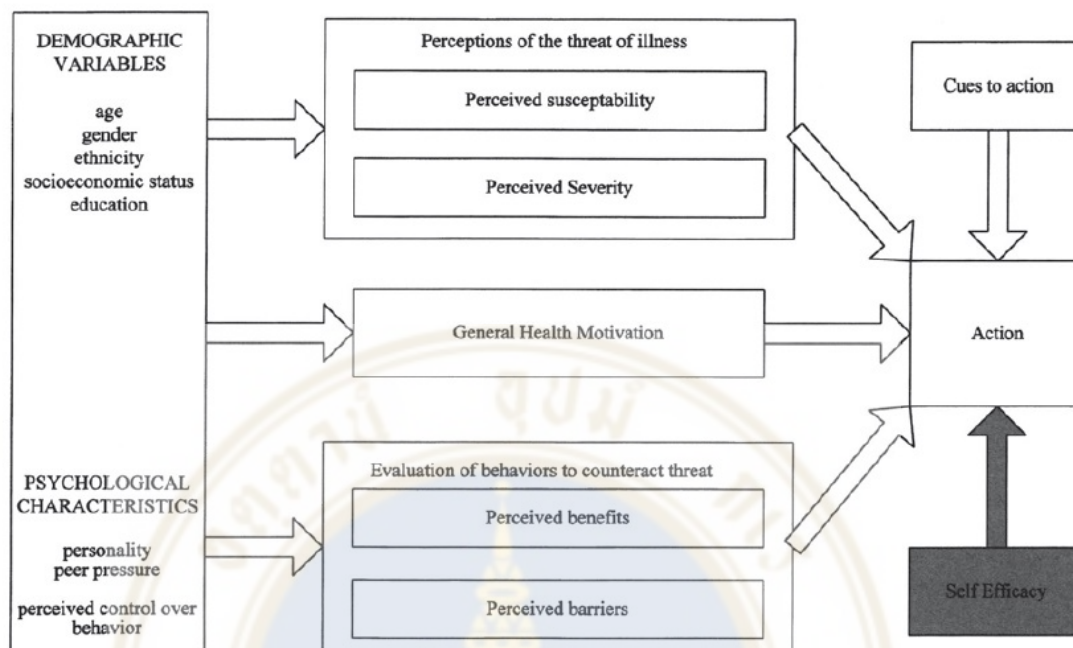 DEMOGRAPHIC
VARIABLES
age
gender
ethnicity
socioeconomic status
education
PSYCHOLOGICAL
CHARACTERISTICS
personality
peer pressure
perceived control over
behavior
Perceptions of the threat of illness
Perceived susceptability
Perceived Severity
General Health Motivation
Evaluation of behaviors to counteract threat
Perceived benefits
Perceived barriers
Cues to action
Action
Self Efficacy